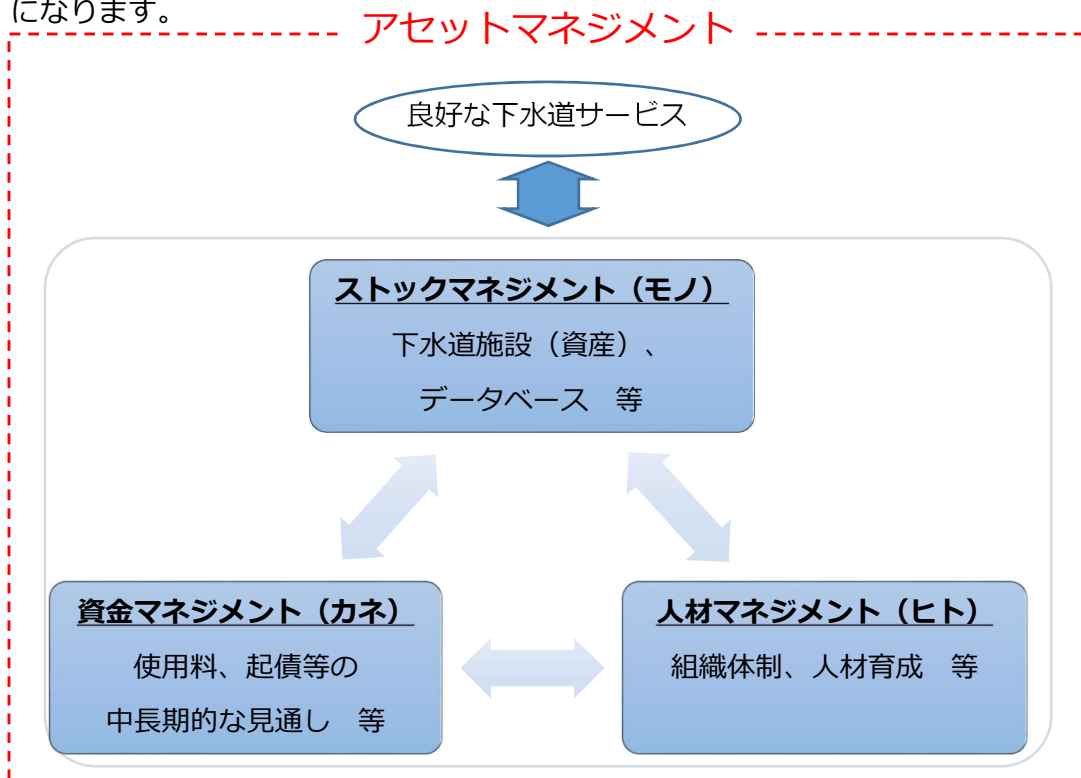 になります。
アセットマネジメント
良好な下水道サービス
ストックマネジメント（モノ）
下水道施設（資産）、
データベース　等
資金マネジメント（カネ）
使用料、起債等の
中長期的な見通し　等
人材マネジメント（ヒト）
組織体制、人材育成　等